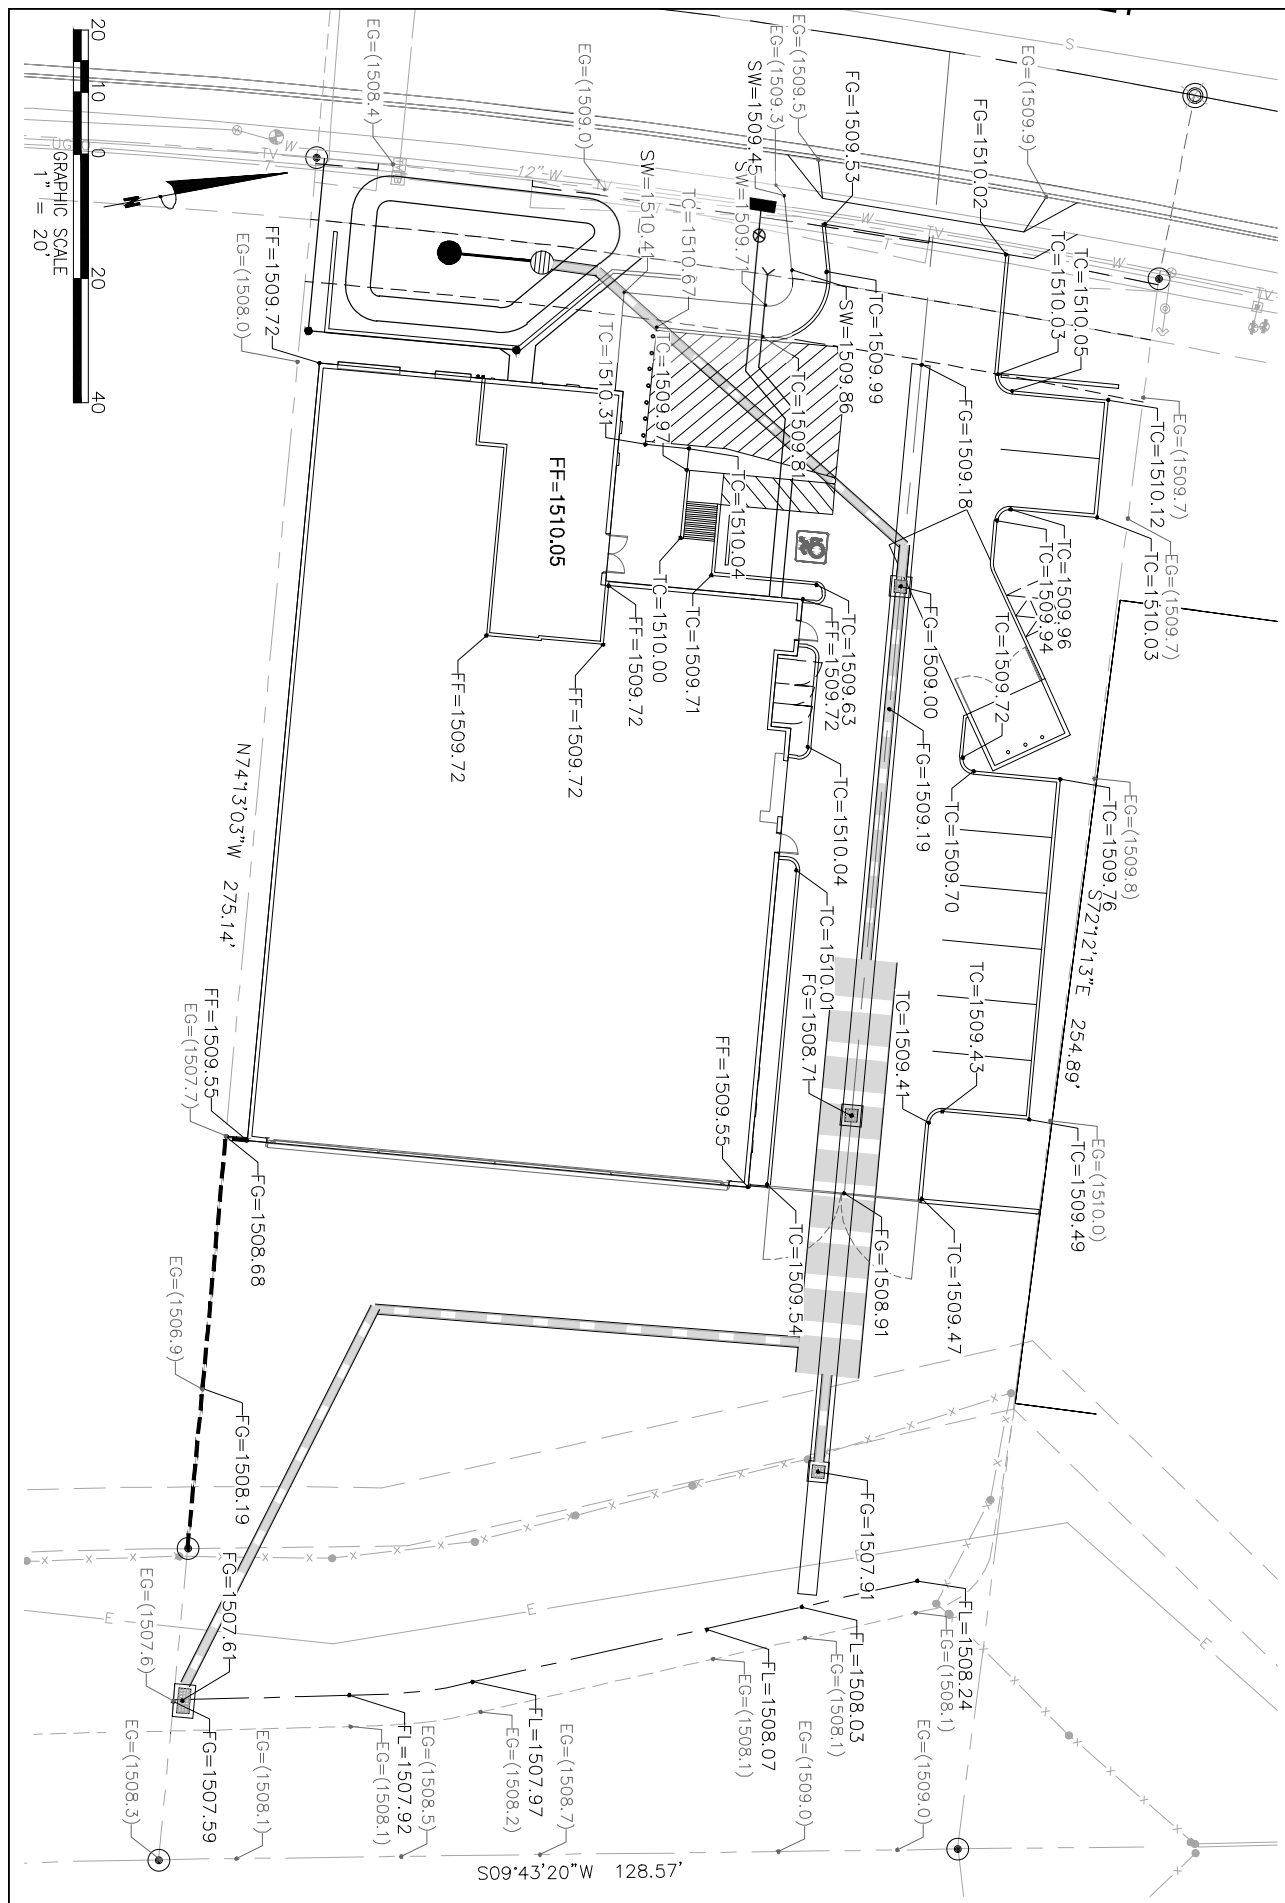 20
10
0
20
40
GRAPHIC SCALE
1" = 20'
N
S
EG=(1508.4)
EG=(1509.0)
EG=(1509.3)
EG=(1509.5)
EG=(1509.9)
SW=1509.45
FG=1509.53
FG=1510.02
SW=1510.41
TC=1510.67
SW=1509.71
UG
TV
W
T
12"-W
TV
T
W
T
TV
W
TV
FF=1509.72
EG=(1508.0)
TC=1510.31
TC=1509.97
TC=1509.81
SW=1509.86
TC=1509.99
TC=1510.03
TC=1510.05
FG=1509.18
TC=1510.12
EG=(1509.7)
TC=1510.03
EG=(1509.7)
TC=1509.96
TC=1509.94
TC=1509.72
FF=1510.05
TC=1510.04
TC=1510.00
TC=1509.71
FF=1509.72
FF=1509.72
FF=1509.72
FF=1509.72
TC=1509.63
FG=1509.00
FG=1509.19
TC=1509.70
TC=1510.04
TC=1510.01
TC=1509.76
EG=(1509.8)
S72°12'13"E 254.89'
N74°13'03"W 275.14'
FG=1508.71
TC=1509.41
TC=1509.43
FF=1509.55
EG=(1507.7)
FF=1509.55
TC=1509.49
EG=(1510.0)
FG=1508.68
TC=1509.54
FG=1508.91
TC=1509.47
EG=(1506.9)
FG=1508.19
FG=1507.91
E
E
E
E
x
FG=1507.61
EG=(1507.6)
FG=1507.59
FL=1507.92
FL=1507.97
FL=1508.07
FL=1508.03
FL=1508.24
EG=(1508.1)
EG=(1508.1)
EG=(1508.1)
EG=(1508.2)
EG=(1508.1)
EG=(1508.3)
EG=(1508.1)
EG=(1508.5)
EG=(1508.7)
EG=(1509.0)
EG=(1509.0)
S09°43'20"W 128.57'